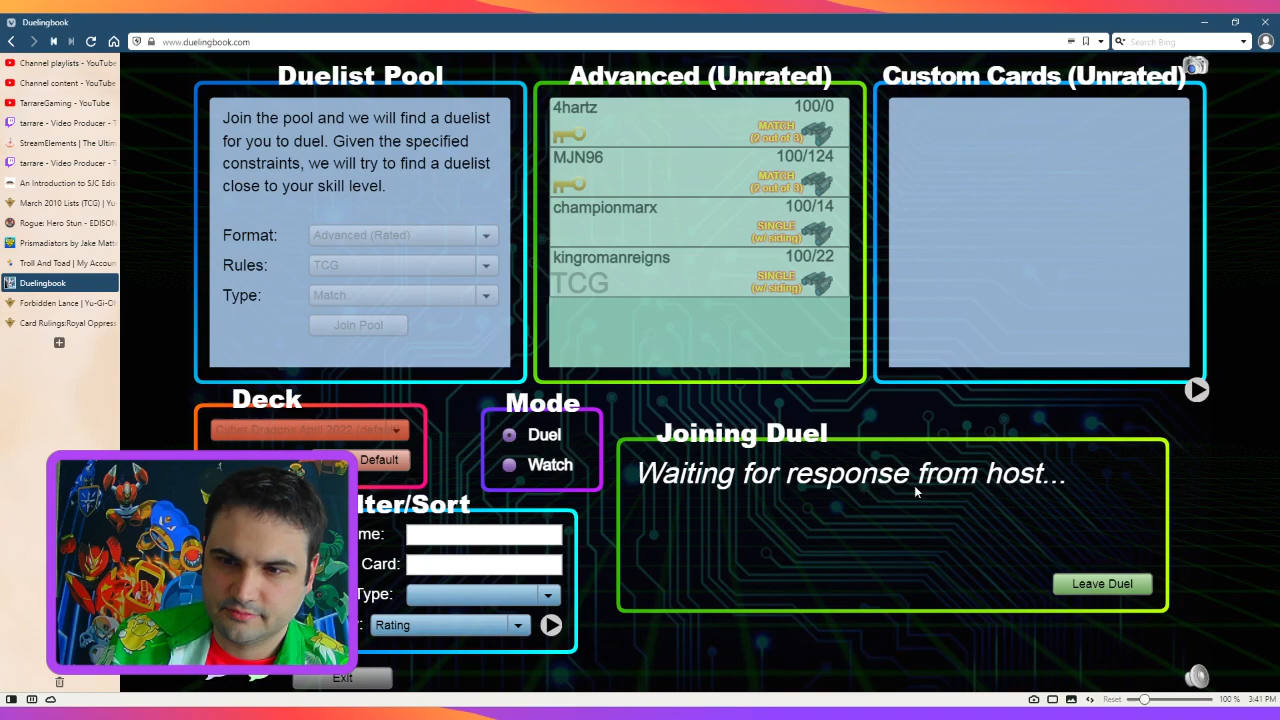 Duelingbook
www.duelingbook.com
Search Bing
Channel playlists - YouTube
Channel content - YouTube
TarrareGaming - YouTube
tarrare - Video Producer - T
StreamElements | The Ultim
tarrare - Video Producer - T
An Introduction to SJC Edis
March 2010 Lists (TCG) | Yu
Rogue Hero Stun - EDISON
Prismadiators by Jake Matt
Troll And Toad | My Accou
Duelingbook
Forbidden Lance | Yu-Gi-O!
Card Rulings:Royal Oppress
Duelist Pool
Join the pool and we will find a duelist
for you to duel. Given the specified
constraints, we will try to find a duelist
close to your skill level.
Format: Advanced (Rated)
Rules: TCG
Type: Match
Join Pool
Advanced (Unrated)
4hartz 100/0
MATCH
(2 out of 3)
MJN96 100/124
MATCH
(2 out of 3)
championmarx 100/14
SINGLE
(w/ siding)
kingromanreigns 100/22
TCG SINGLE
(w/ siding)
Custom Cards (Unrated)
Deck
Cyber Dragons April 2022 (defau
Default
Mode
Duel
Watch
lter/Sort
me:
Card:
Type:
: Rating
Exit
Joining Duel
Waiting for response from host...
Leave Duel
Reset 100 % 3:41 PM